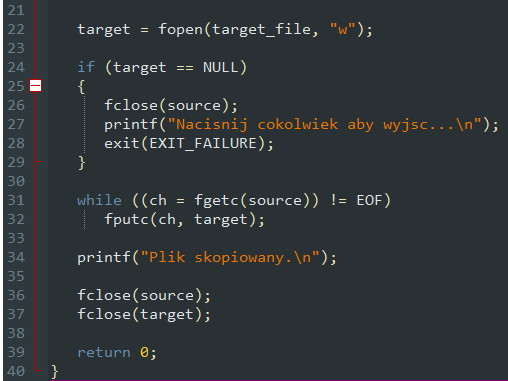 21
22 target = fopen(target_file, "w");
23
24 if (target == NULL)
25 {
26 fclose(source);
27 printf("Nacisnij cokolwiek aby wyjsc...\n");
28 exit(EXIT_FAILURE);
29 }
30
31 while ((ch = fgetc(source)) != EOF)
32 fputc(ch, target);
33
34 printf("Plik skopiowany.\n");
35
36 fclose(source);
37 fclose(target);
38
39 return 0;
40 }